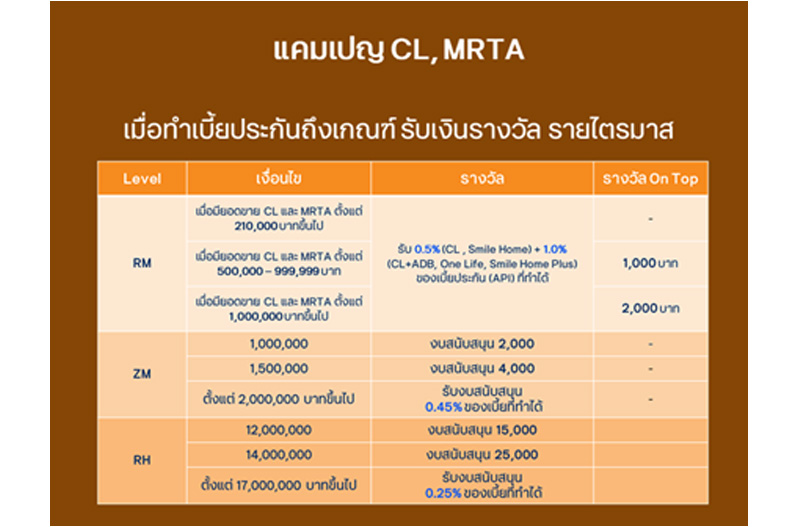 แคมเปญ CL, MRTA
เมื่อทำเบี้ยประกันถึงเกณฑ์ รับเงินรางวัล รายไตรมาส
Level เงื่อนไข รางวัล รางวัล On Top
RM
เมื่อมียอดขาย CL และ MRTA ตั้งแต่
210,000 บาทขึ้นไป
-
เมื่อมียอดขาย CL และ MRTA ตั้งแต่
500,000 – 999,999 บาท
รับ 0.5% (CL , Smile Home) + 1.0%
(CL+ADB, One Life, Smile Home Plus)
ของเบี้ยประกัน (API) ที่ทำได้
1,000 บาท
เมื่อมียอดขาย CL และ MRTA ตั้งแต่
1,000,000 บาทขึ้นไป
2,000 บาท
ZM
1,000,000 งบสนับสนุน 2,000 -
1,500,000 งบสนับสนุน 4,000 -
ตั้งแต่ 2,000,000 บาทขึ้นไป
รับงบสนับสนุน
0.45% ของเบี้ยที่ทำได้
-
RH
12,000,000 งบสนับสนุน 15,000
14,000,000 งบสนับสนุน 25,000
ตั้งแต่ 17,000,000 บาทขึ้นไป
รับงบสนับสนุน
0.25% ของเบี้ยที่ทำได้